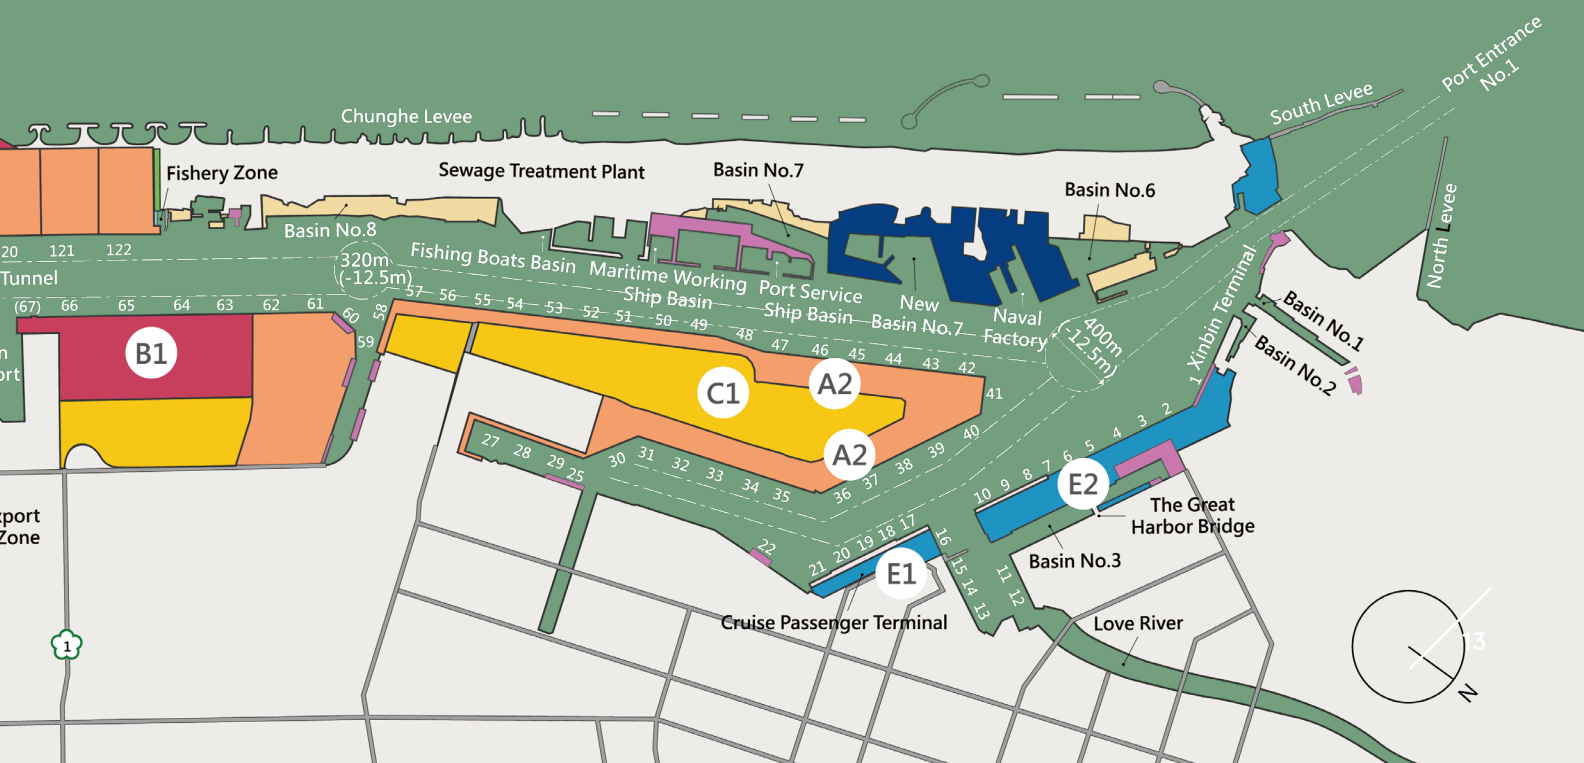 Port Entrance
No.1
South Levee
Chunghe Levee
North Levee
Fishery Zone
Sewage Treatment Plant
Basin No.7
Basin No.6
Basin No.8
20
121
122
Tunnel
320m
(-12.5m)
Fishing Boats Basin
Maritime Working
Ship Basin
Port Service
Ship Basin
New
Basin No.7
Naval
Factory
400m
(-12.5m)
Xinbin Terminal
Basin No.1
Basin No.2
(67)
66
65
64
63
62
61
60
59
58
57
56
55
54
53
52
51
50
49
48
47
46
45
44
43
42
41
40
39
38
37
36
35
34
33
32
31
30
29
28
27
25
22
21
20
19
18
17
16
15
14
13
12
11
10
9
8
7
6
5
4
3
2
1
B1
C1
A2
A2
E2
E1
n
ort
xport
Zone
The Great
Harbor Bridge
Basin No.3
Cruise Passenger Terminal
Love River
1
13
N